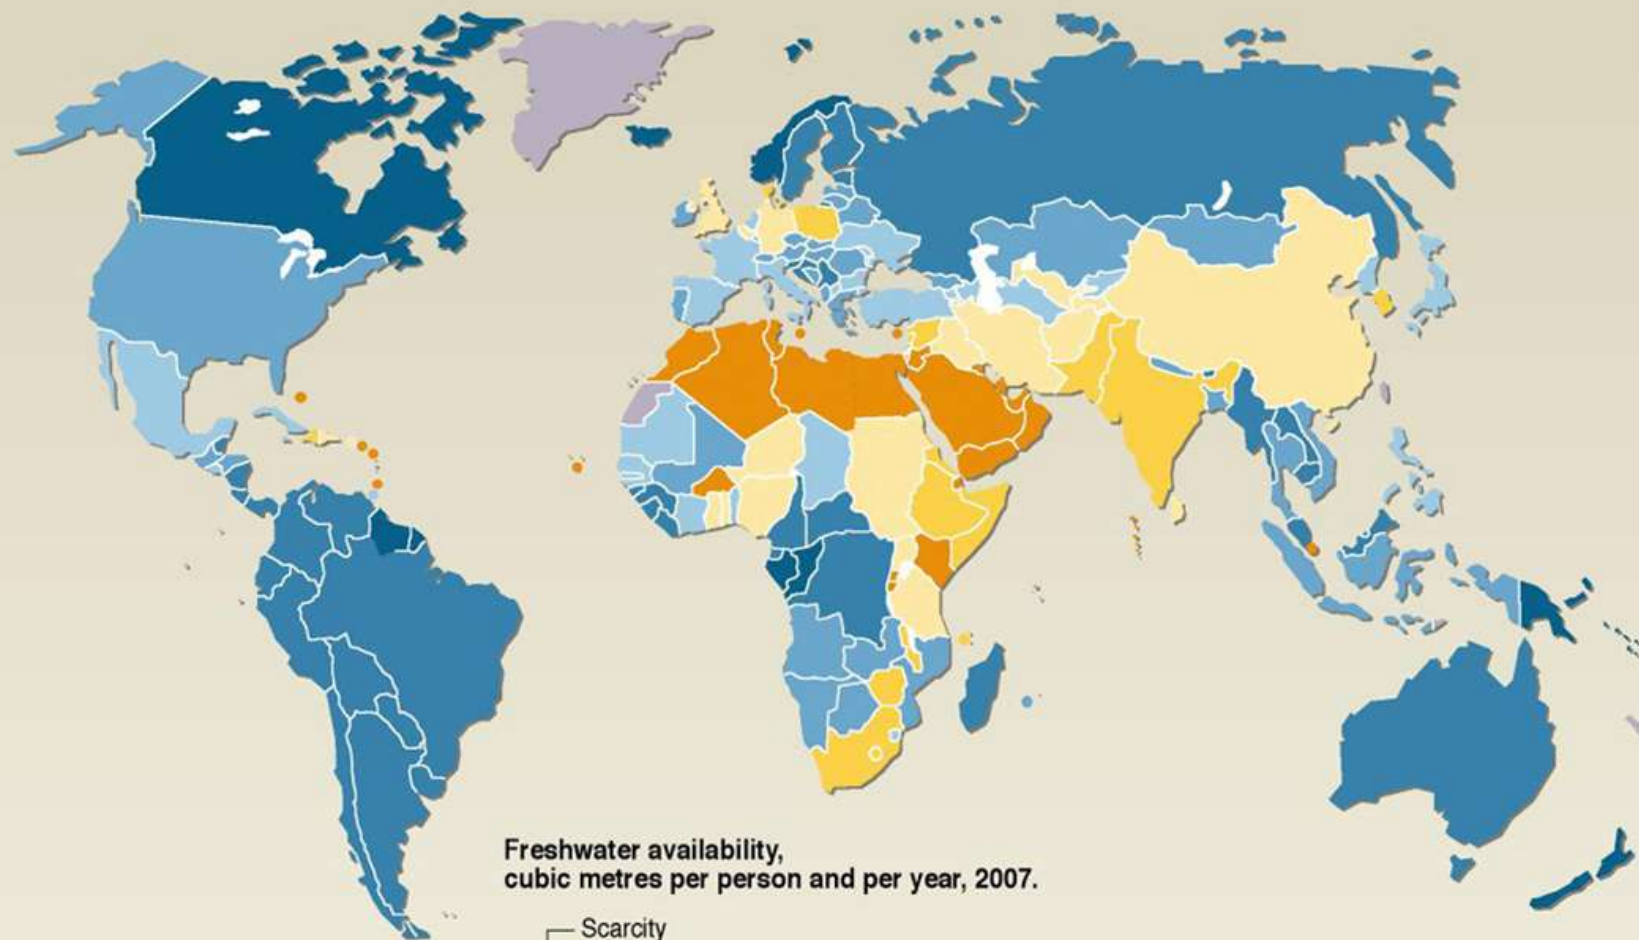 Freshwater availability,
cubic metres per person and per year, 2007.
Scarcity